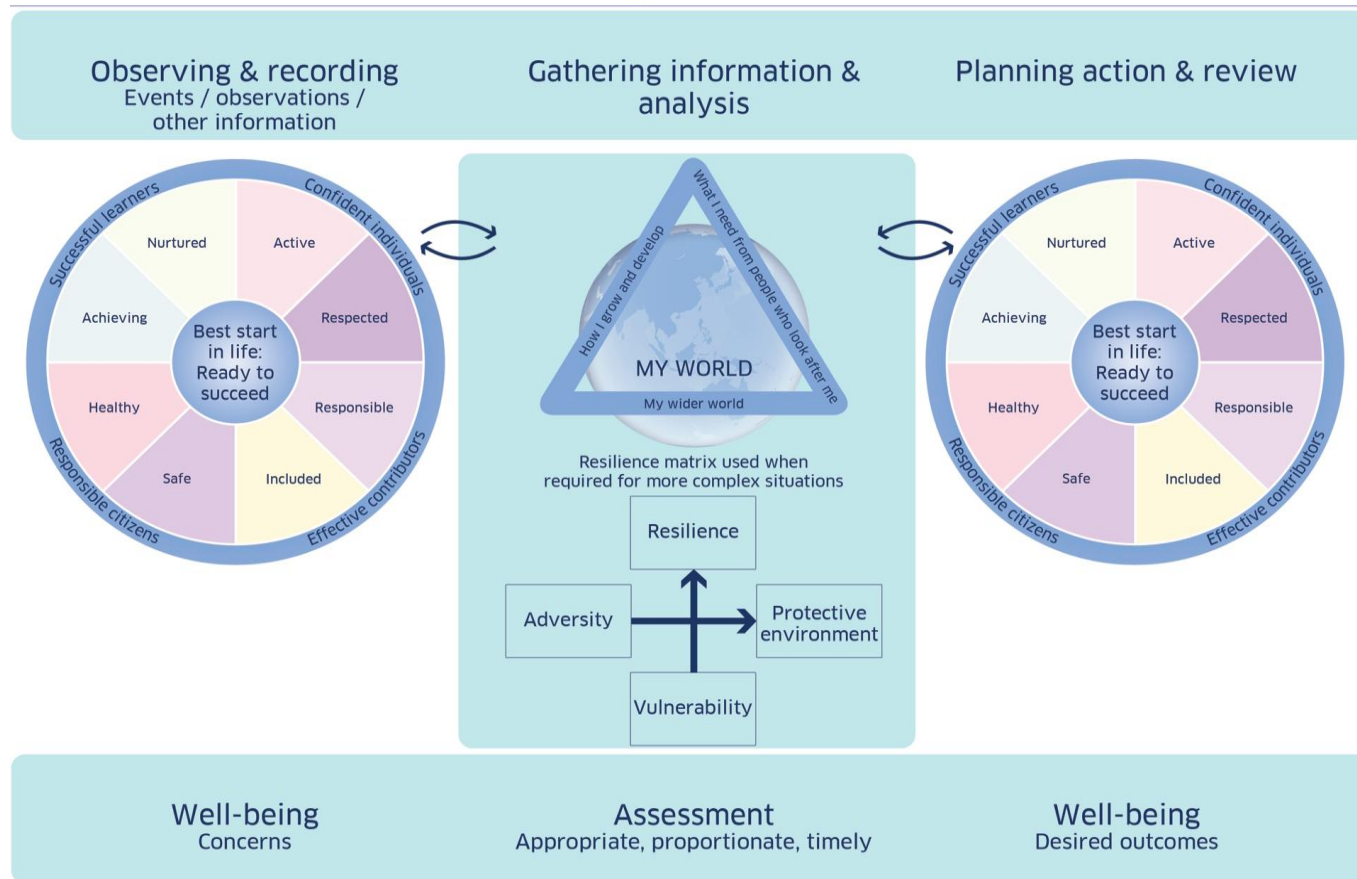 Observing & recording
Events / observations /
other information
Gathering information &
analysis
Planning action & review
Successful learners
Confident individuals
Nurtured
Active
Achieving
Respected
Best start
in life:
Ready to
succeed
Healthy
Responsible
Safe
Included
Responsible citizens
Effective contributors
How I grow and develop
What I need from people who look after me
MY WORLD
My wider world
Resilience matrix used when
required for more complex situations
Resilience
Adversity
Protective
environment
Vulnerability
Successful learners
Confident individuals
Nurtured
Active
Achieving
Respected
Best start
in life:
Ready to
succeed
Healthy
Responsible
Safe
Included
Responsible citizens
Effective contributors
Well-being
Concerns
Assessment
Appropriate, proportionate, timely
Well-being
Desired outcomes